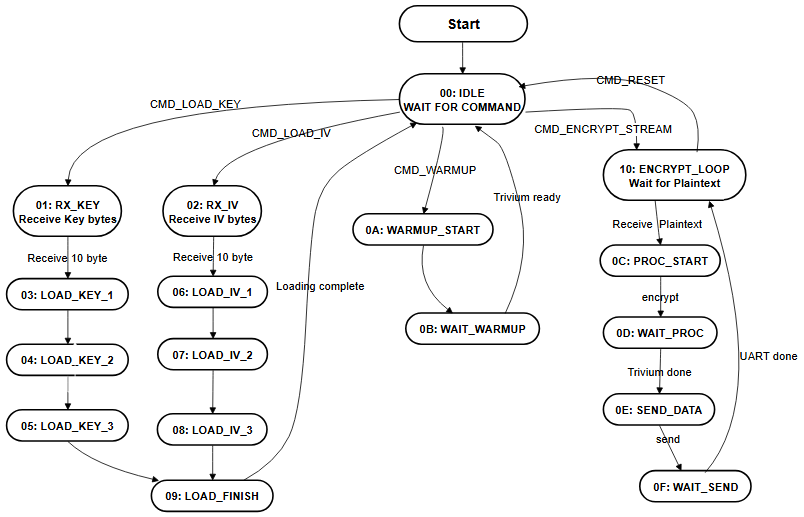 Start
00: IDLE
WAIT FOR COMMAND
CMD_RESET
CMD_LOAD_KEY
CMD_LOAD_IV
CMD_ENCRYPT_STREAM
CMD_WARMUP
10: ENCRYPT_LOOP
Wait for Plaintext
01: RX_KEY
Receive Key bytes
02: RX_IV
Receive IV bytes
Trivium ready
0A: WARMUP_START
Receive Plaintext
Receive 10 byte
Receive 10 byte
0C: PROC_START
Loading complete
03: LOAD_KEY_1
06: LOAD_IV_1
encrypt
0B: WAIT_WARMUP
0D: WAIT_PROC
04: LOAD_KEY_2
07: LOAD_IV_2
UART done
Trivium done
0E: SEND_DATA
05: LOAD_KEY_3
08: LOAD_IV_3
send
09: LOAD_FINISH
0F: WAIT_SEND